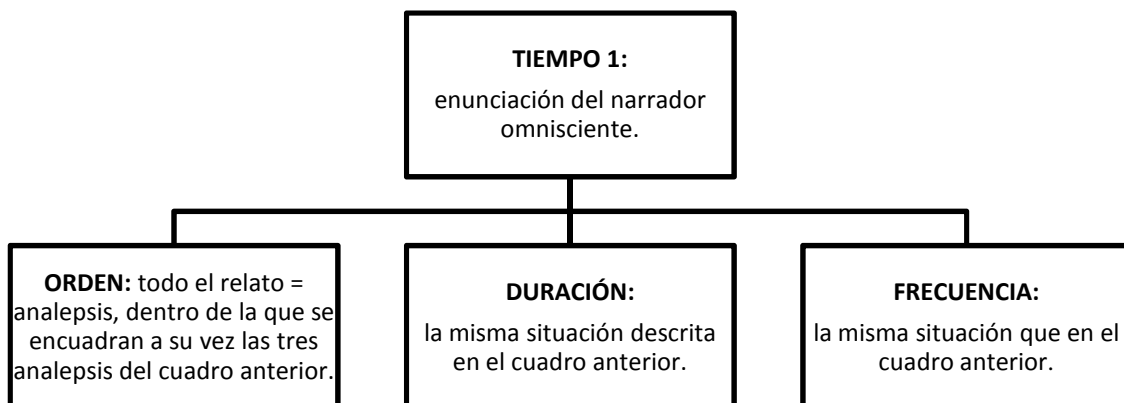 TIEMPO 1:
enunciación del narrador
omnisciente.
ORDEN: todo el relato =
analepsis, dentro de la que se
encuadran a su vez las tres
analepsis del cuadro anterior.
DURACIÓN:
la misma situación descrita
en el cuadro anterior.
FRECUENCIA:
la misma situación que en el
cuadro anterior.